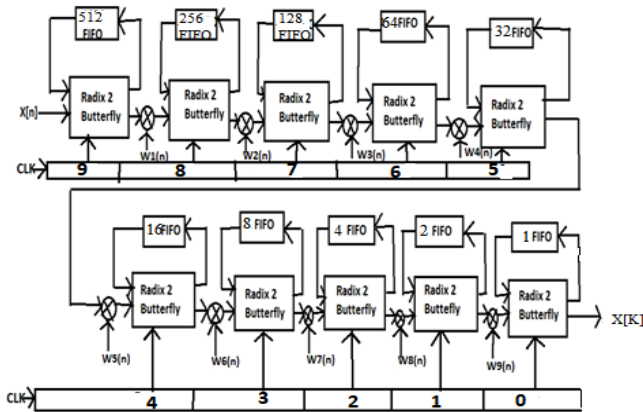 512 FIFO
256 FIFO
128 FIFO
64FIFO
32FIFO
X[n]
Radix 2 Butterfly
Radix 2 Butterfly
Radix 2 Butterfly
Radix 2 Butterfly
Radix 2 Butterfly
W1(n)
W2(n)
W3(n)
W4(n)
CLK
9
8
7
6
5
16FIFO
8 FIFO
4 FIFO
2 FIFO
1 FIFO
Radix 2 Butterfly
Radix 2 Butterfly
Radix 2 Butterfly
Radix 2 Butterfly
Radix 2 Butterfly
X[K]
W5(n)
W6(n)
W7(n)
W8(n)
W9(n)
CLK
4
3
2
1
0